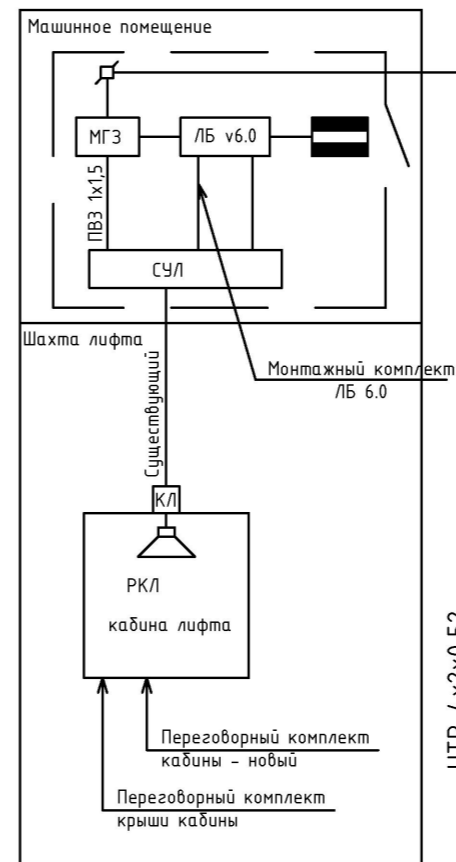 Машинное помещение
МГЗ
ЛБ v6.0
ПВЗ 1х1,5
СУЛ
Шахта лифта
Монтажный комплект
ЛБ 6.0
Существующий
КЛ
РКЛ
кабина лифта
Переговорный комплект
кабины - новый
Переговорный комплект
крыши кабины